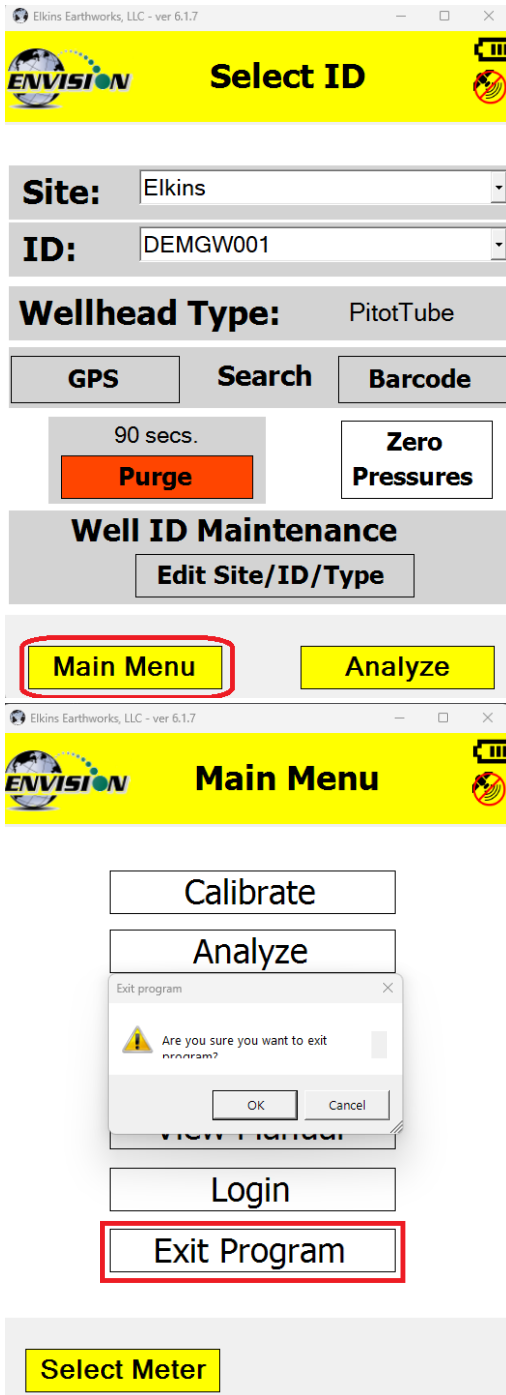 Elkins Earthworks, LLC - ver 6.1.7
ENVISION
Select ID
Site:
Elkins
ID:
DEMGW001
Wellhead Type:
PitotTube
GPS
Search
Barcode
90 secs.
Purge
Zero
Pressures
Well ID Maintenance
Edit Site/ID/Type
Main Menu
Analyze
Elkins Earthworks, LLC - ver 6.1.7
ENVISION
Main Menu
Calibrate
Analyze
Exit program
Are you sure you want to exit
program?
OK
Cancel
View Manual
Login
Exit Program
Select Meter